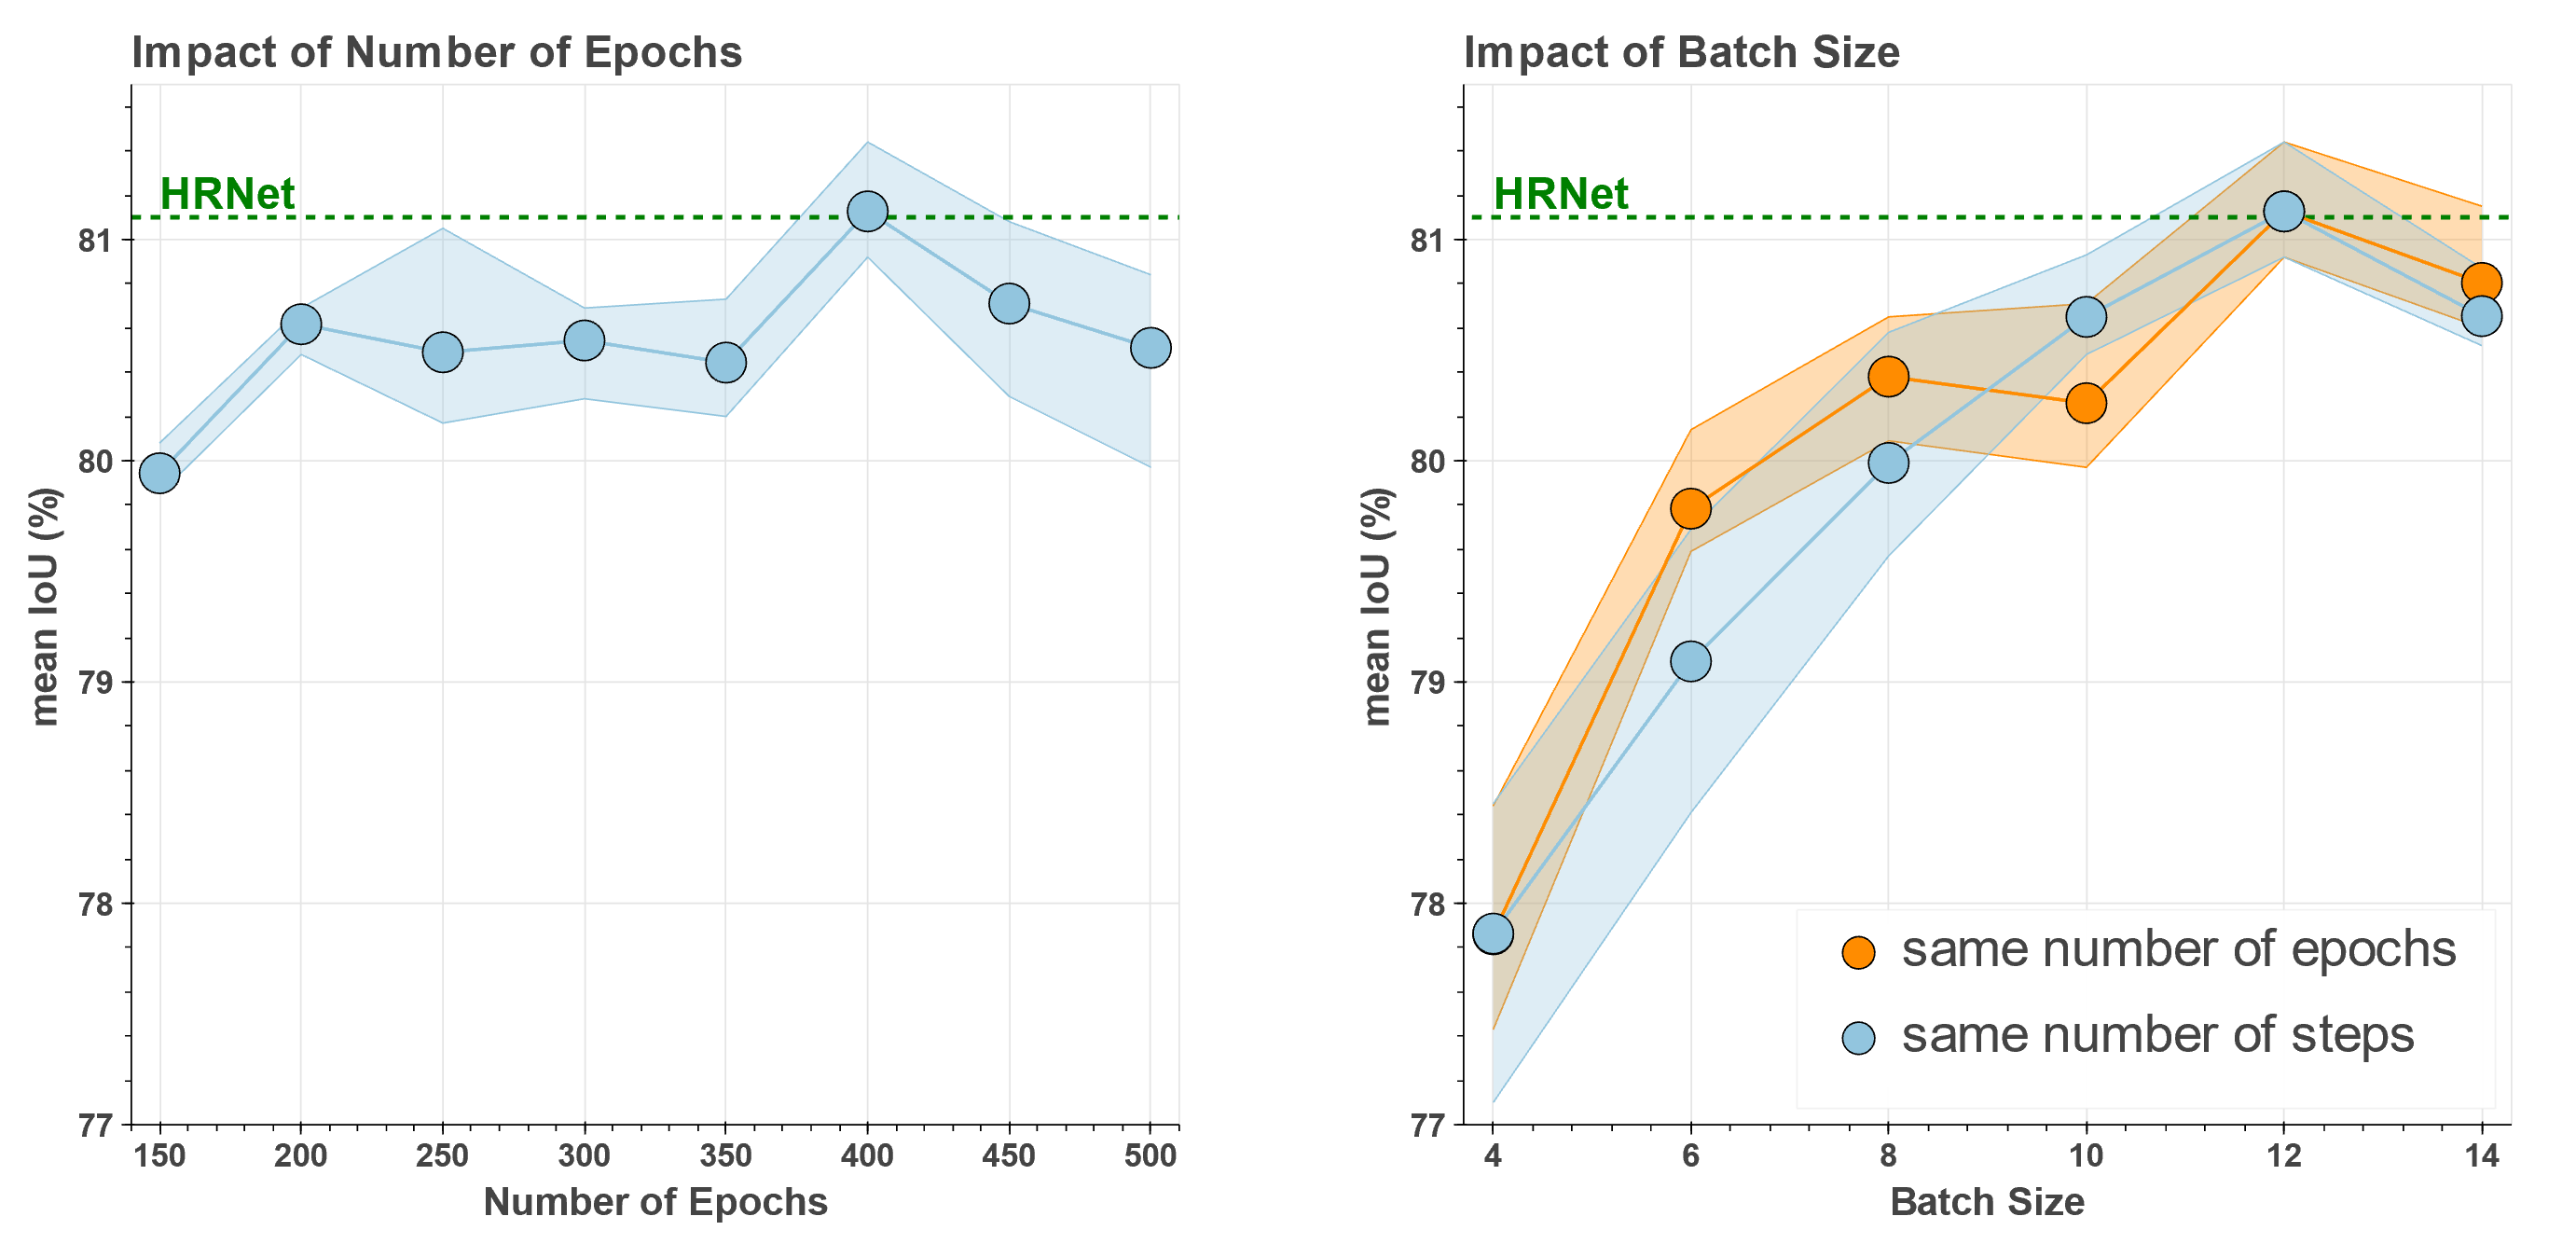 Impact of Number of Epochs
HRNet
81
80
79
78
77
mean IoU (%)
150 200 250 300 350 400 450 500
Number of Epochs
Impact of Batch Size
HRNet
81
80
79
78
77
mean IoU (%)
same number of epochs
same number of steps
4 6 8 10 12 14
Batch Size